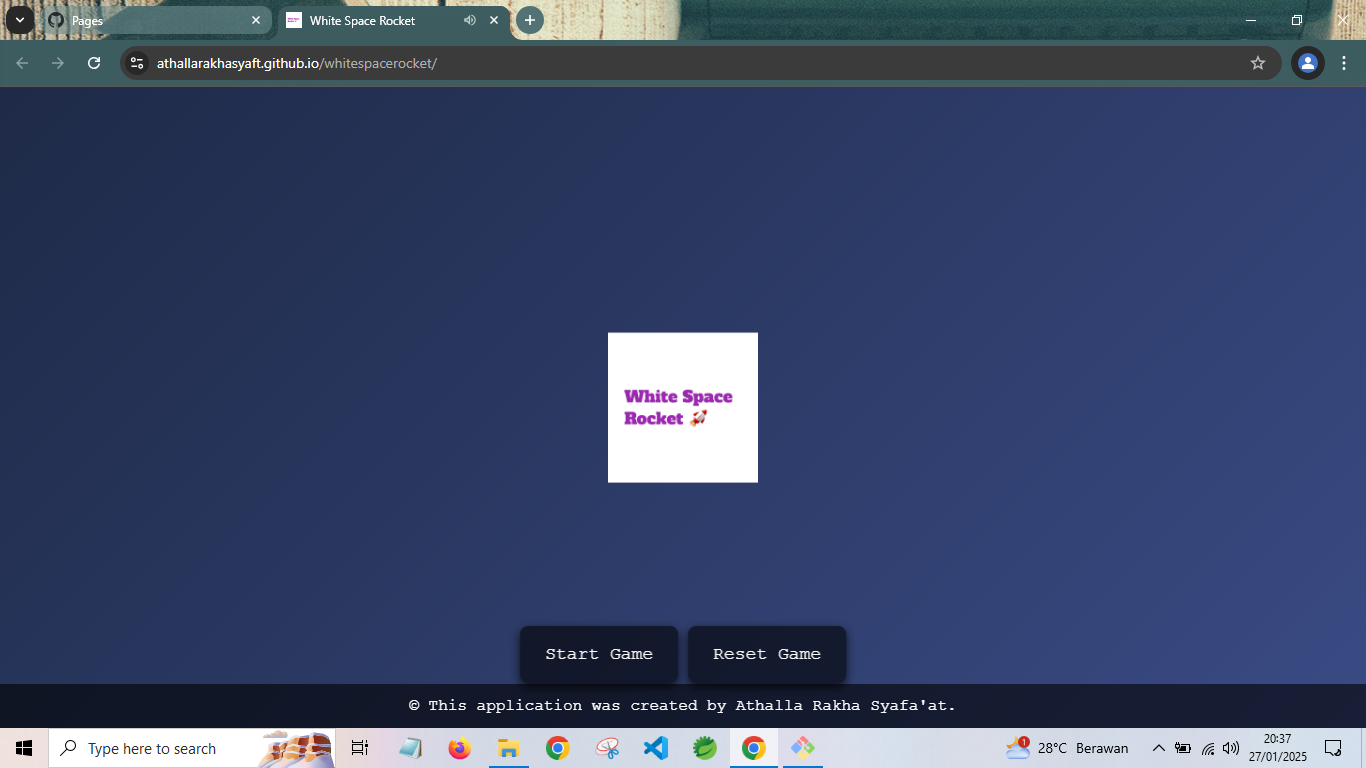 Pages
White Space Rocket
athallarakhasyaft.github.io/whitespacerocket/
White Space
Rocket 🚀
Start Game
Reset Game
© This application was created by Athalla Rakha Syafa'at.
Type here to search
1
28°C Berawan
20:37
27/01/2025